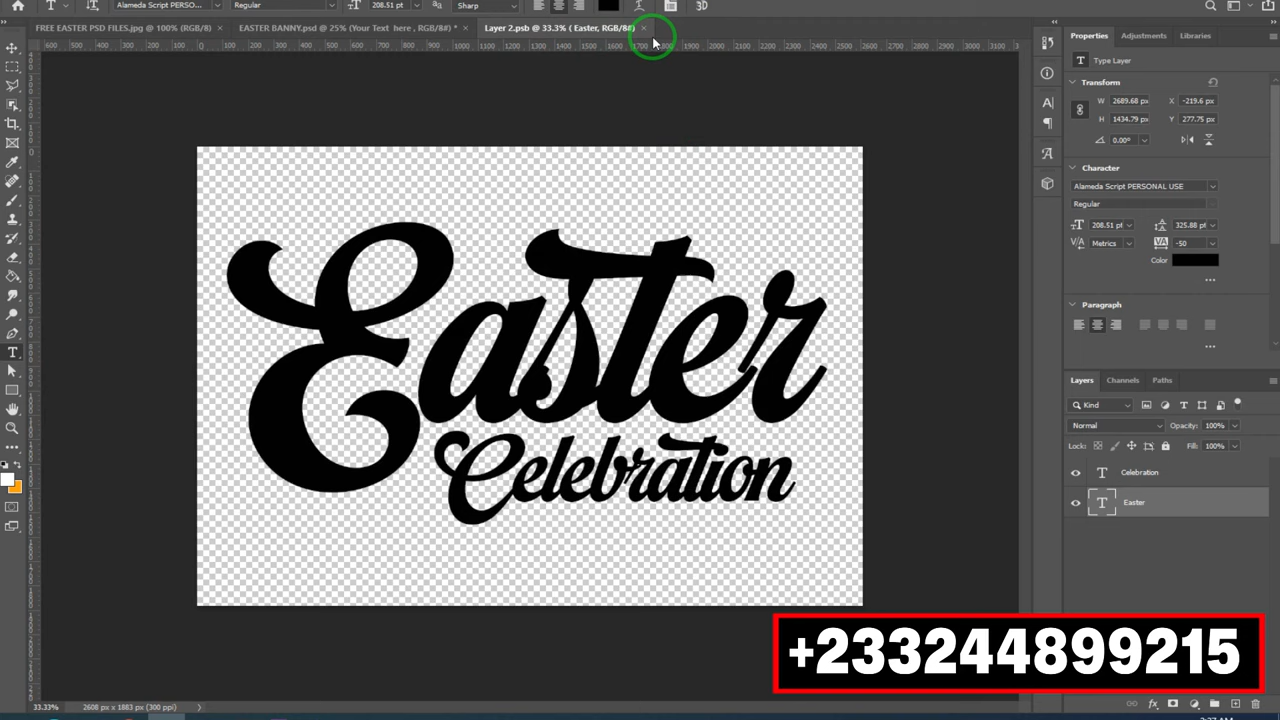 Alameda Script PERSONAL USE
Regular
208.51 pt
Sharp
3D
FREE EASTER PSD FILES.jpg @ 100% (RGB/8)
EASTER BANNY.psd @ 25% (Your Text here , RGB/8#) *
Layer 2.psb @ 33.3% ( Easter, RGB/8#)
Properties
Adjustments
Libraries
Type Layer
Transform
W 2689.68 px
X -219.6 px
H 1434.79 px
Y 277.75 px
0.00°
Character
Alameda Script PERSONAL USE
Regular
208.51 pt
325.88 pt
Metrics
-50
Color
Paragraph
Layers
Channels
Paths
Kind
Normal
Opacity: 100%
Lock:
Fill: 100%
Celebration
Easter
Easter
Celebration
+233244899215
33.33%
2608 px x 1883 px (300 ppi)